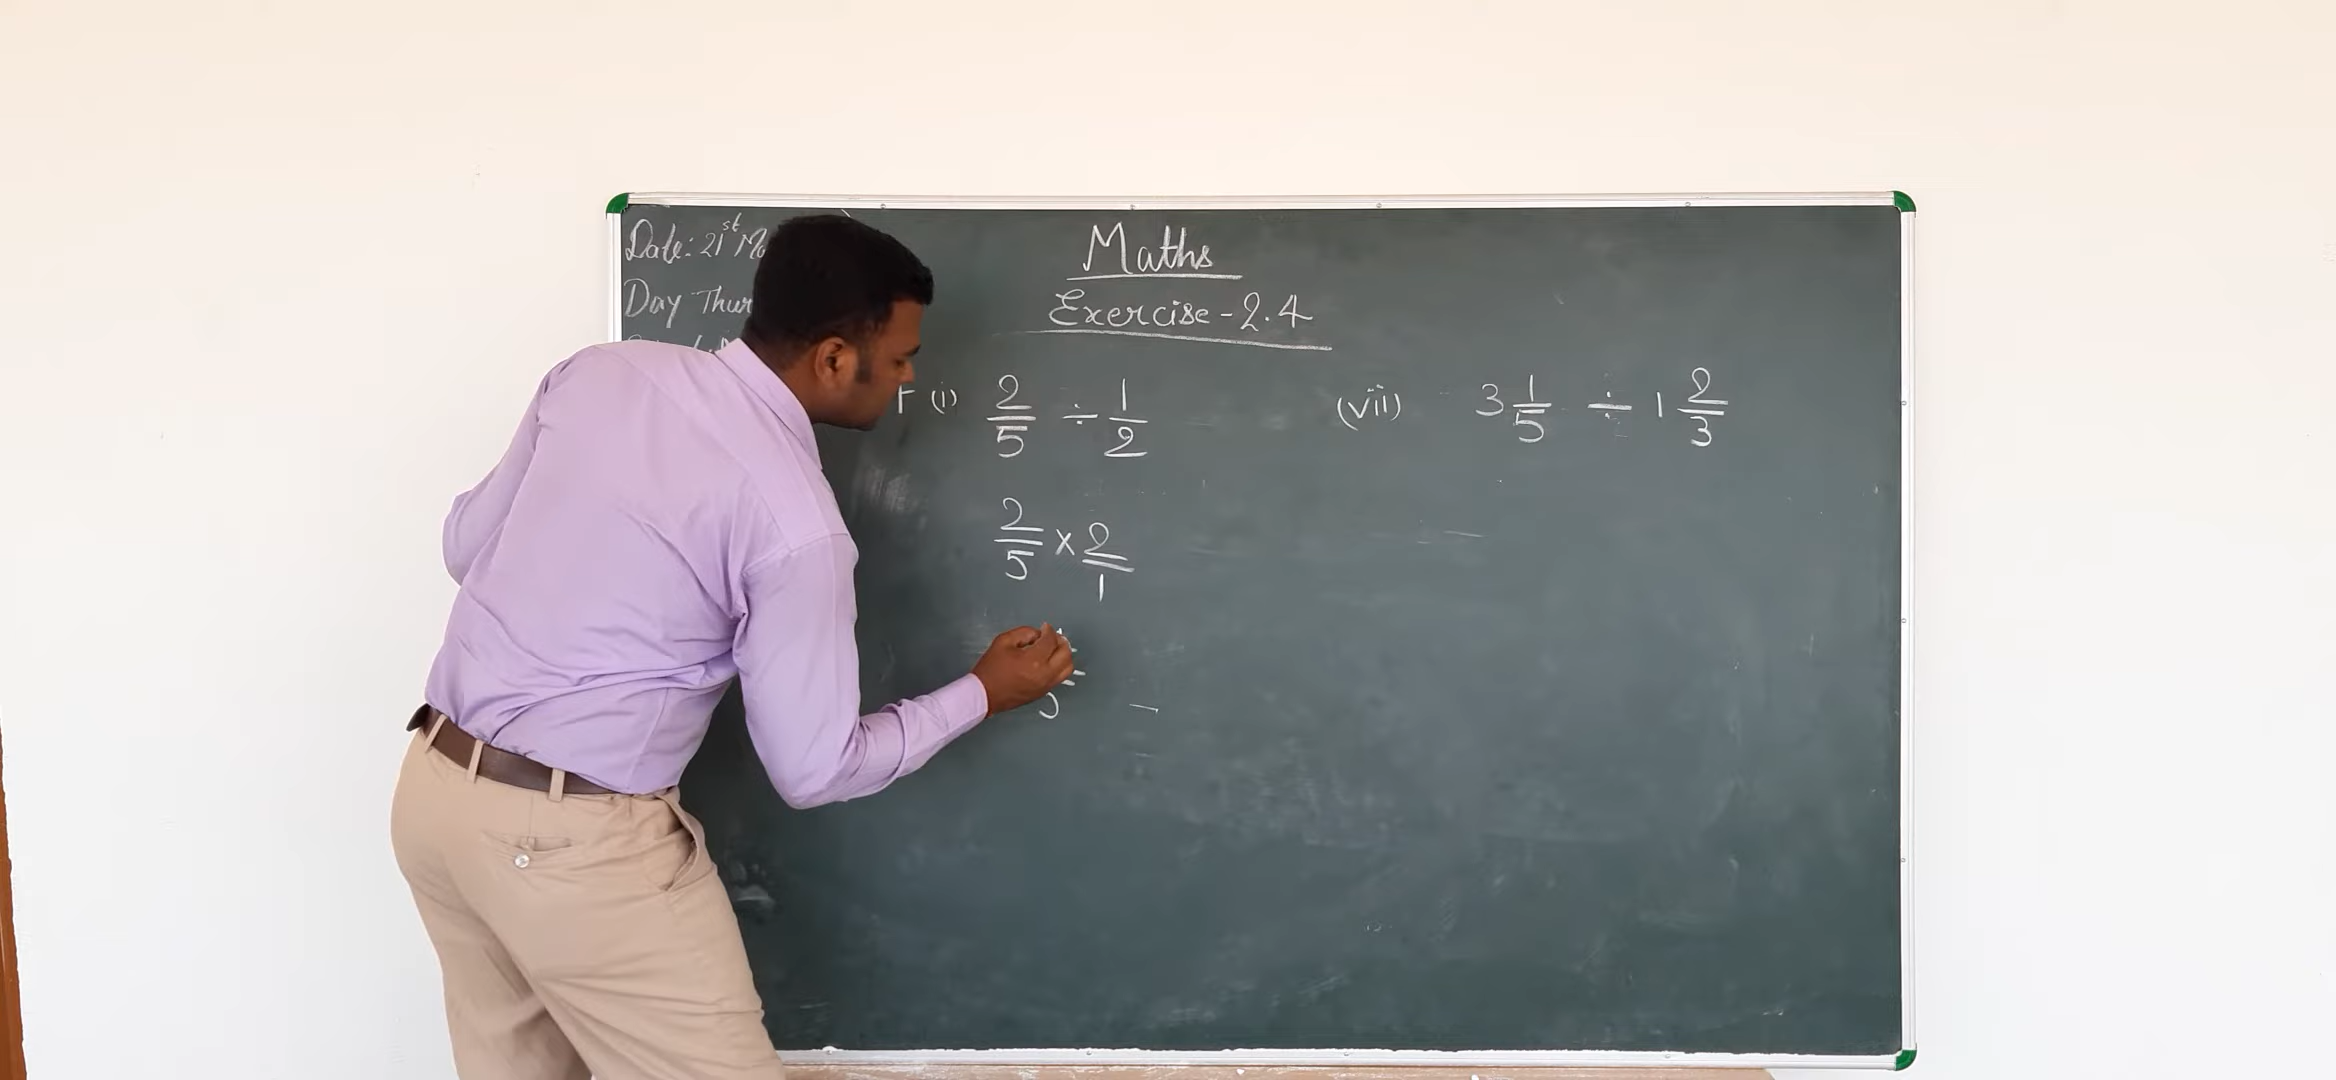 Date: 21st
Day
Maths
Exercise-2.4
(i) 2/5 ÷ 1/2
(vii) 3 1/5 ÷ 1 2/3
2/5 x 2/1